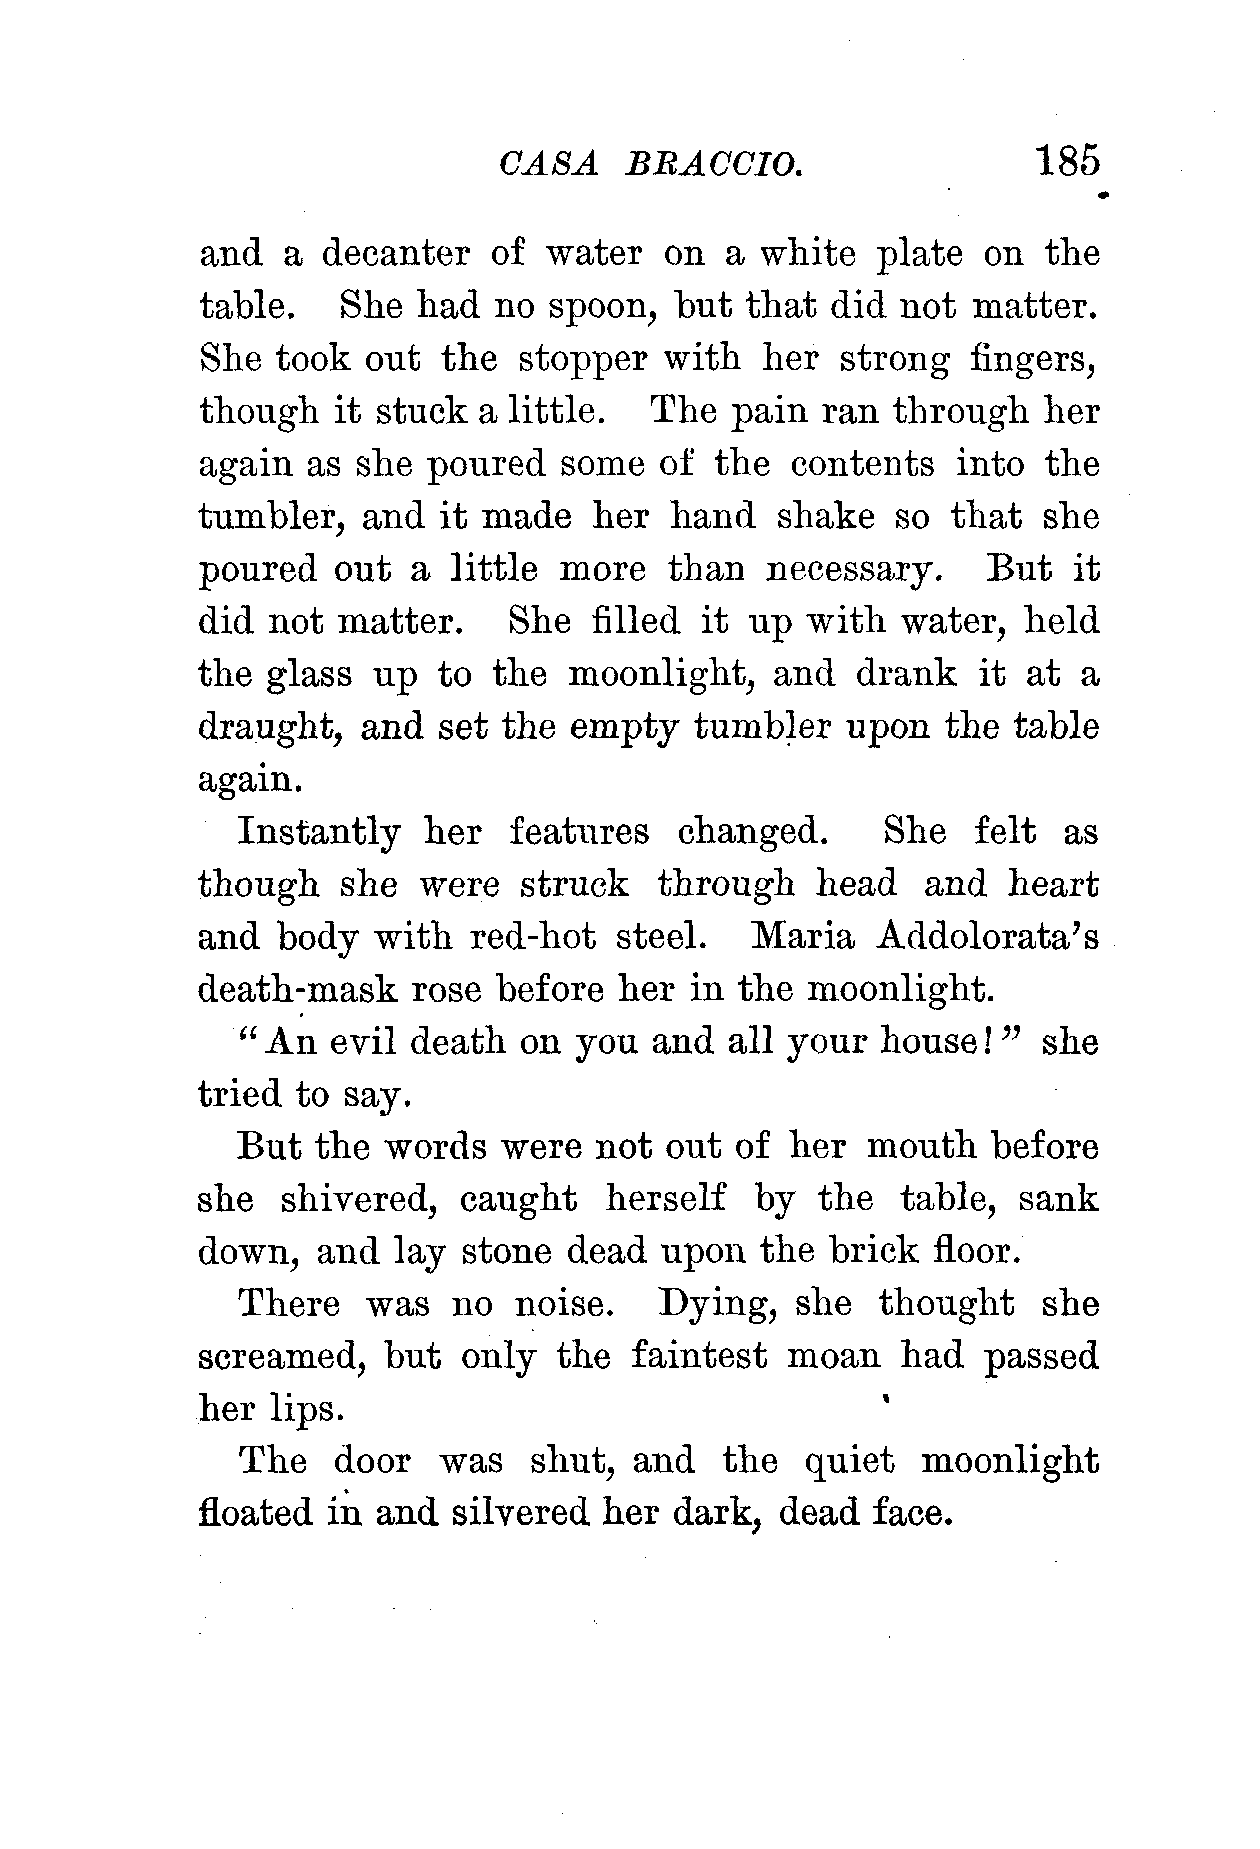 CASA BRACCIO. 185
and a decanter of water on a white plate on the
table. She had no spoon, but that did not matter.
She took out the stopper with her strong fingers,
though it stuck a little. The pain ran through her
again as she poured some of the contents into the
tumbler, and it made her hand shake so that she
poured out a little more than necessary. But it
did not matter. She filled it up with water, held
the glass up to the moonlight, and drank it at a
draught, and set the empty tumbler upon the table
again.
Instantly her features changed. She felt as
though she were struck through head and heart
and body with red-hot steel. Maria Addolorata's
death-mask rose before her in the moonlight.
"An evil death on you and all your house!" she
tried to say.
But the words were not out of her mouth before
she shivered, caught herself by the table, sank
down, and lay stone dead upon the brick floor.
There was no noise. Dying, she thought she
screamed, but only the faintest moan had passed
her lips.
The door was shut, and the quiet moonlight
floated in and silvered her dark, dead face.